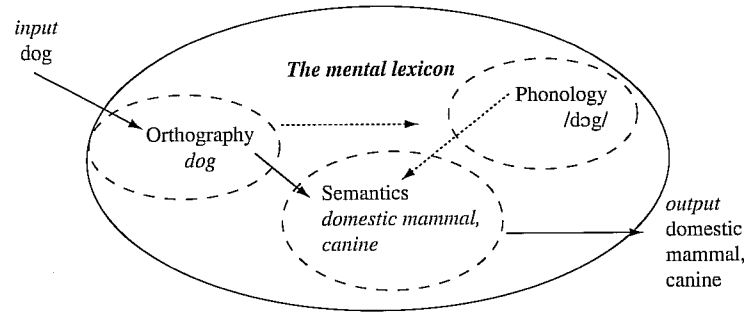 input
dog
The mental lexicon
Orthography
dog
Phonology
/dɔg/
Semantics
domestic mammal,
canine
output
domestic
mammal,
canine